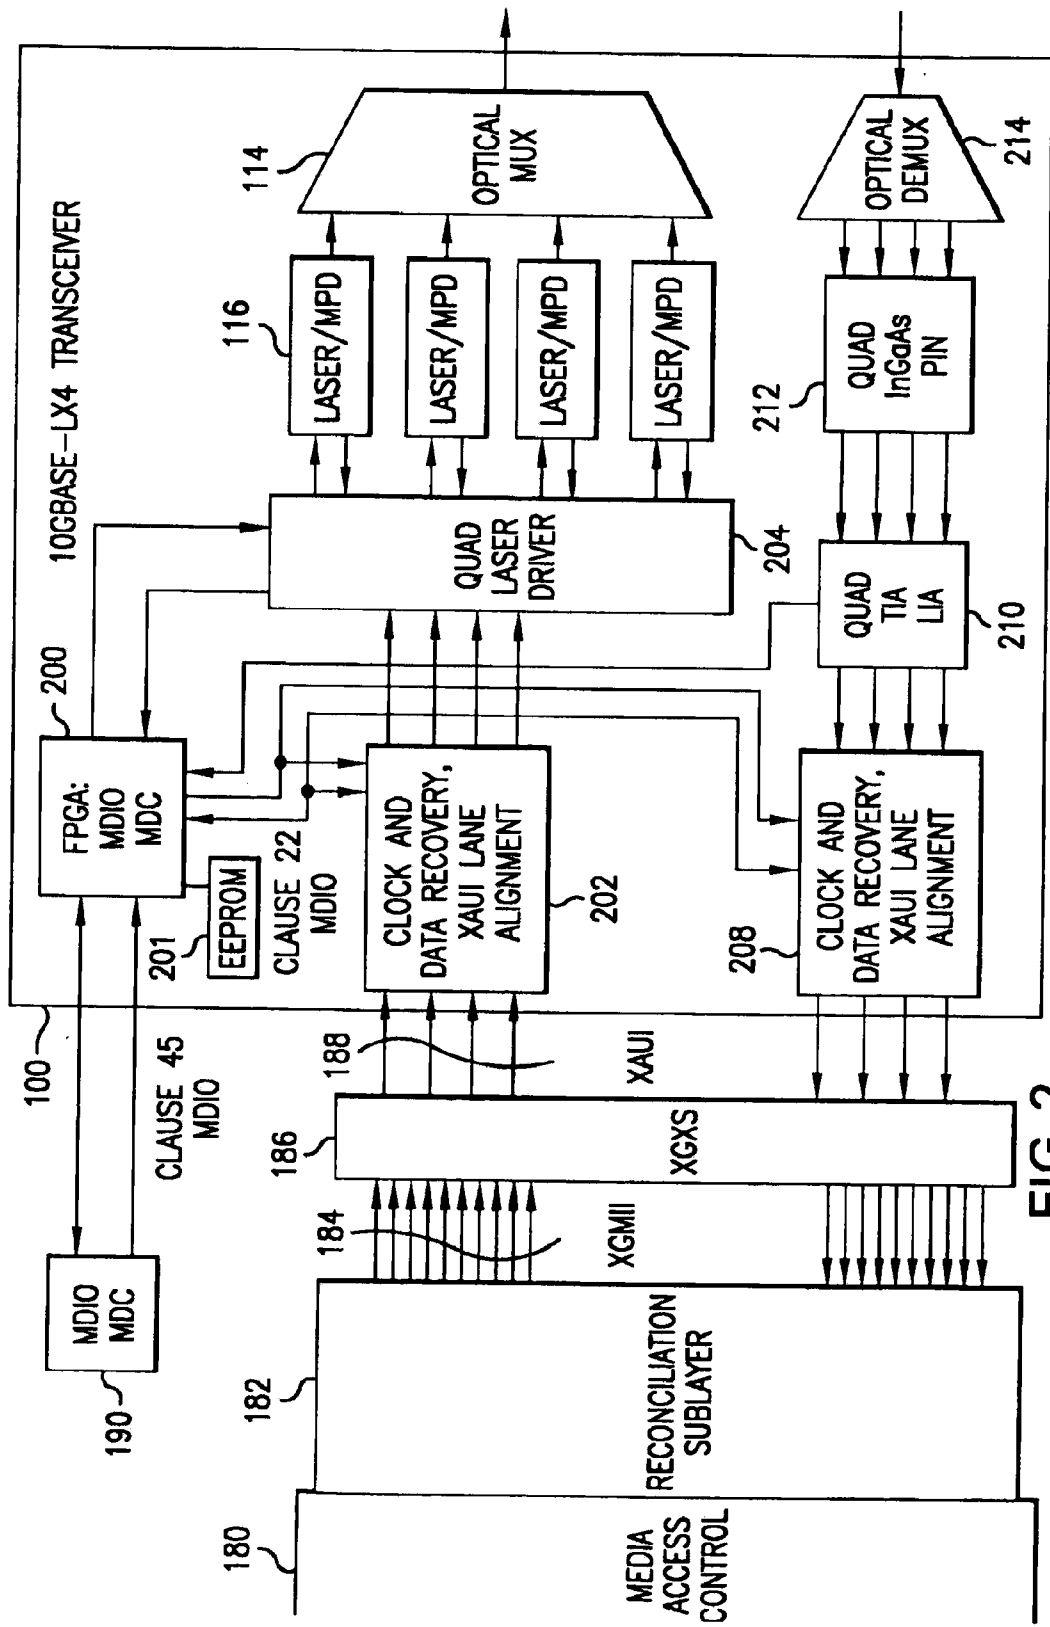 100
10GBASE-LX4 TRANSCEIVER
190
MDIO
MDC
CLAUSE 45
MDIO
200
FPGA:
MDIO
MDC
201
EEPROM
CLAUSE 22
MDIO
180
MEDIA
ACCESS
CONTROL
182
RECONCILIATION
SUBLAYER
184
XGMII
186
XGXS
188
XAUI
CLOCK AND
DATA RECOVERY,
XAUI LANE
ALIGNMENT
202
QUAD
LASER
DRIVER
204
116
LASER/MPD
LASER/MPD
LASER/MPD
LASER/MPD
114
OPTICAL
MUX
208
CLOCK AND
DATA RECOVERY,
XAUI LANE
ALIGNMENT
QUAD
TIA
LIA
210
212
QUAD
InGaAs
PIN
OPTICAL
DEMUX
214
FIG. 2